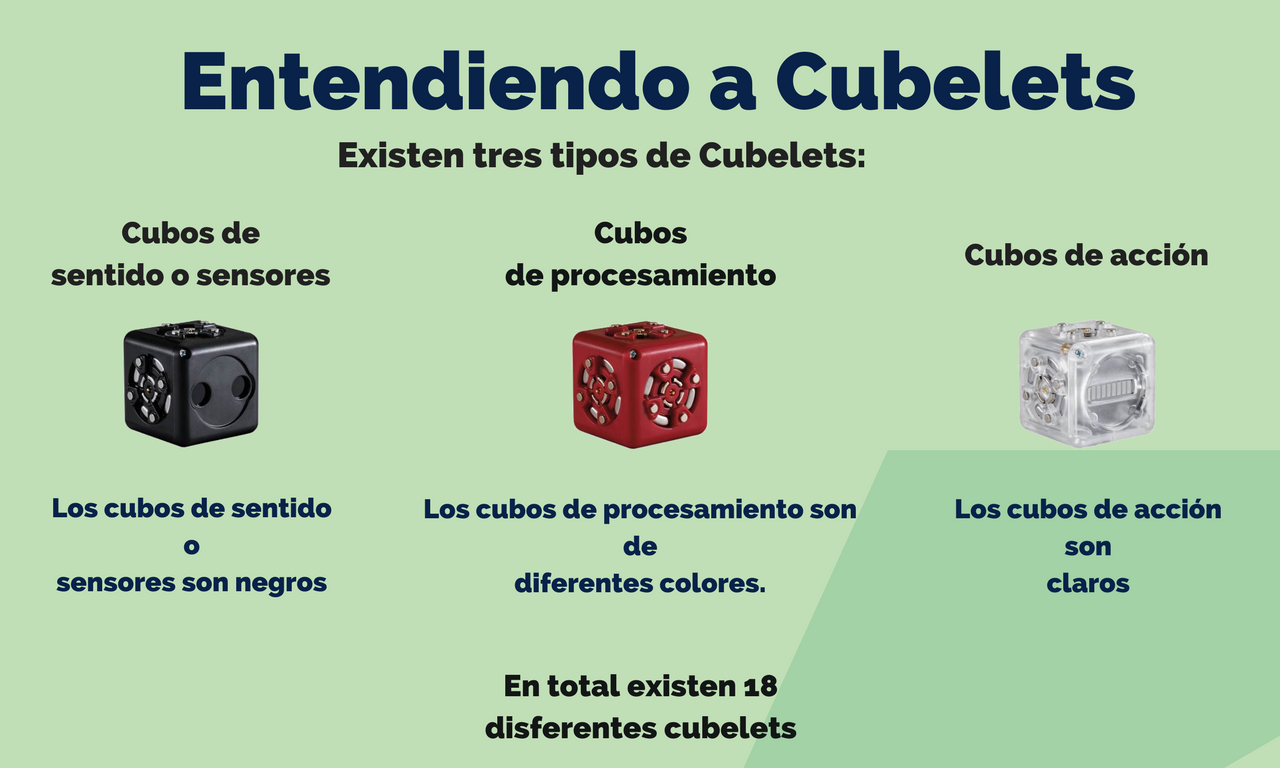 Entendiendo a Cubelets
Existen tres tipos de Cubelets:
Cubos de
sentido o sensores
Cubos
de procesamiento
Cubos de acción
Los cubos de sentido
o
sensores son negros
Los cubos de procesamiento son
de
diferentes colores.
Los cubos de acción
son
claros
En total existen 18
disferentes cubelets